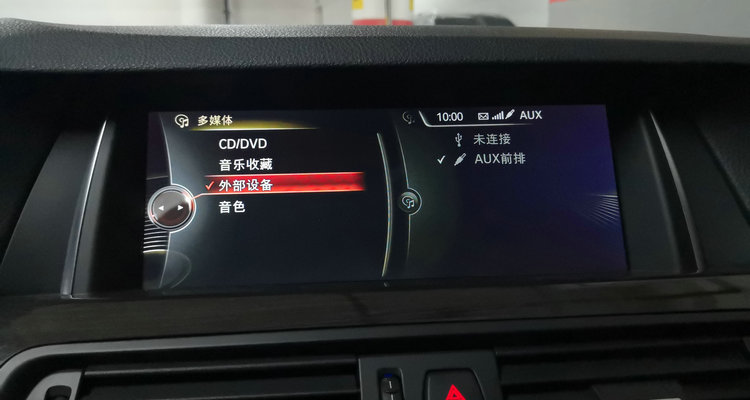 多媒体
CD/DVD
音乐收藏
外部设备
音色
10:00 AUX
未连接
AUX前排